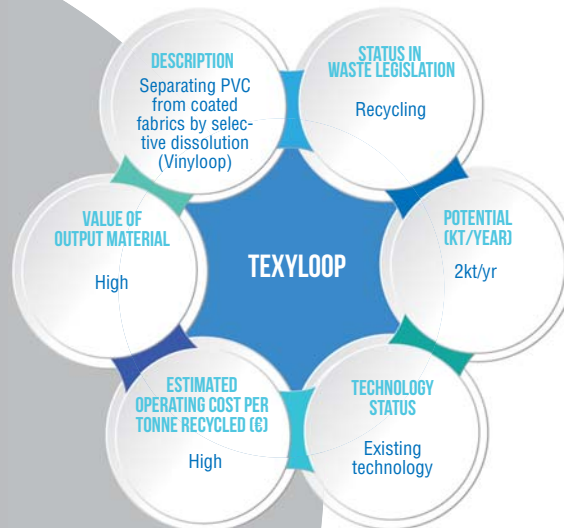 DESCRIPTION
Separating PVC
from coated
fabrics by selec-
tive dissolution
(Vinyloop)
STATUS IN
WASTE LEGISLATION
Recycling
VALUE OF
OUTPUT MATERIAL
High
TEXYLOOP
POTENTIAL
(KT/YEAR)
2kt/yr
ESTIMATED
OPERATING COST PER
TONNE RECYCLED (€)
High
TECHNOLOGY
STATUS
Existing
technology